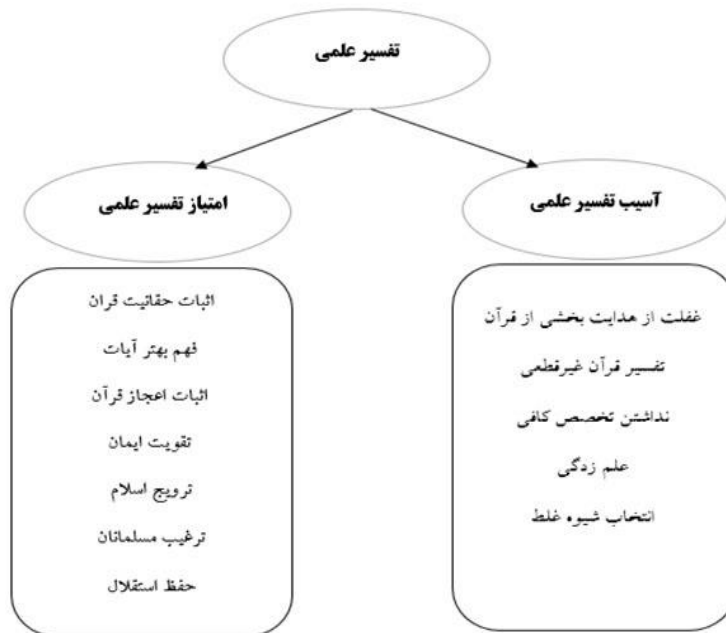 تفسیر علمی
آسیب تفسیر علمی
غفلت از هدایت بخشی از قرآن
تفسیر قرآن غیرقطعی
نداشتن تخصص کافی
علم زدگی
انتخاب شیوه غلط
امتیاز تفسیر علمی
اثبات حقانیت قران
فهم بهتر آیات
اثبات اعجاز قرآن
تقویت ایمان
ترویج اسلام
ترغیب مسلمانان
حفظ استقلال